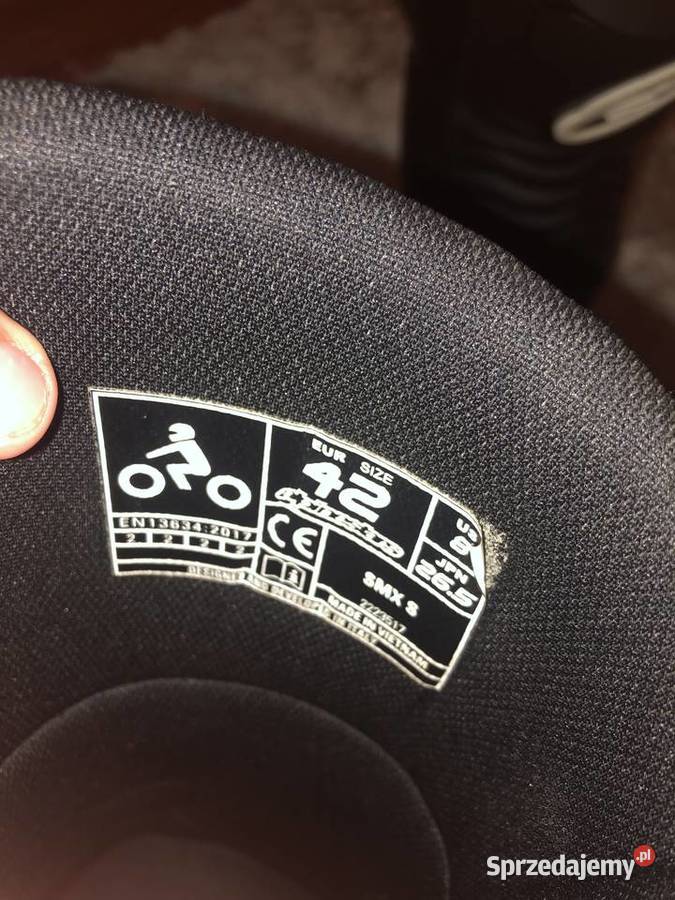 EUR SIZE
42
US
8
JPN
26.5
EN13634:2017
2 2 2 2
CE
SMX S
2223517
MADE IN VIETNAM
DESIGNED AND DEVELOPED IN ITALY
Sprzedajemy.pl